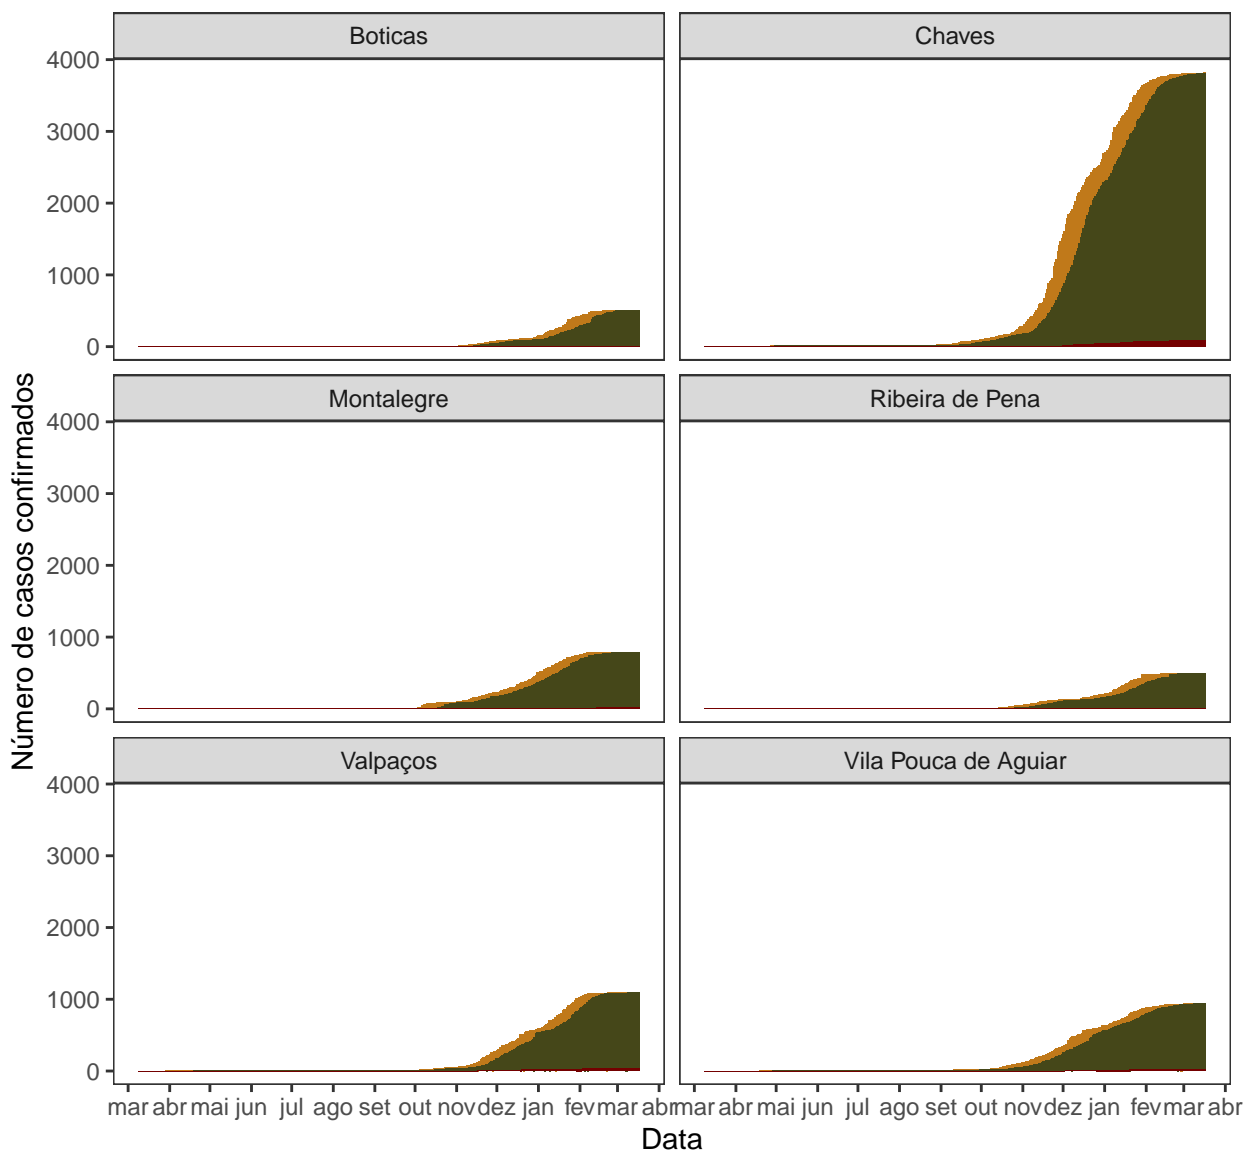 Boticas
Chaves
4000
3000
2000
1000
0
Montalegre
Ribeira de Pena
4000
3000
2000
1000
0
Valpaços
Vila Pouca de Aguiar
4000
3000
2000
1000
0
mar abr mai jun jul ago set out nov dez jan fev mar abr
mar abr mai jun jul ago set out nov dez jan fev mar abr
Data
Número de casos confirmados